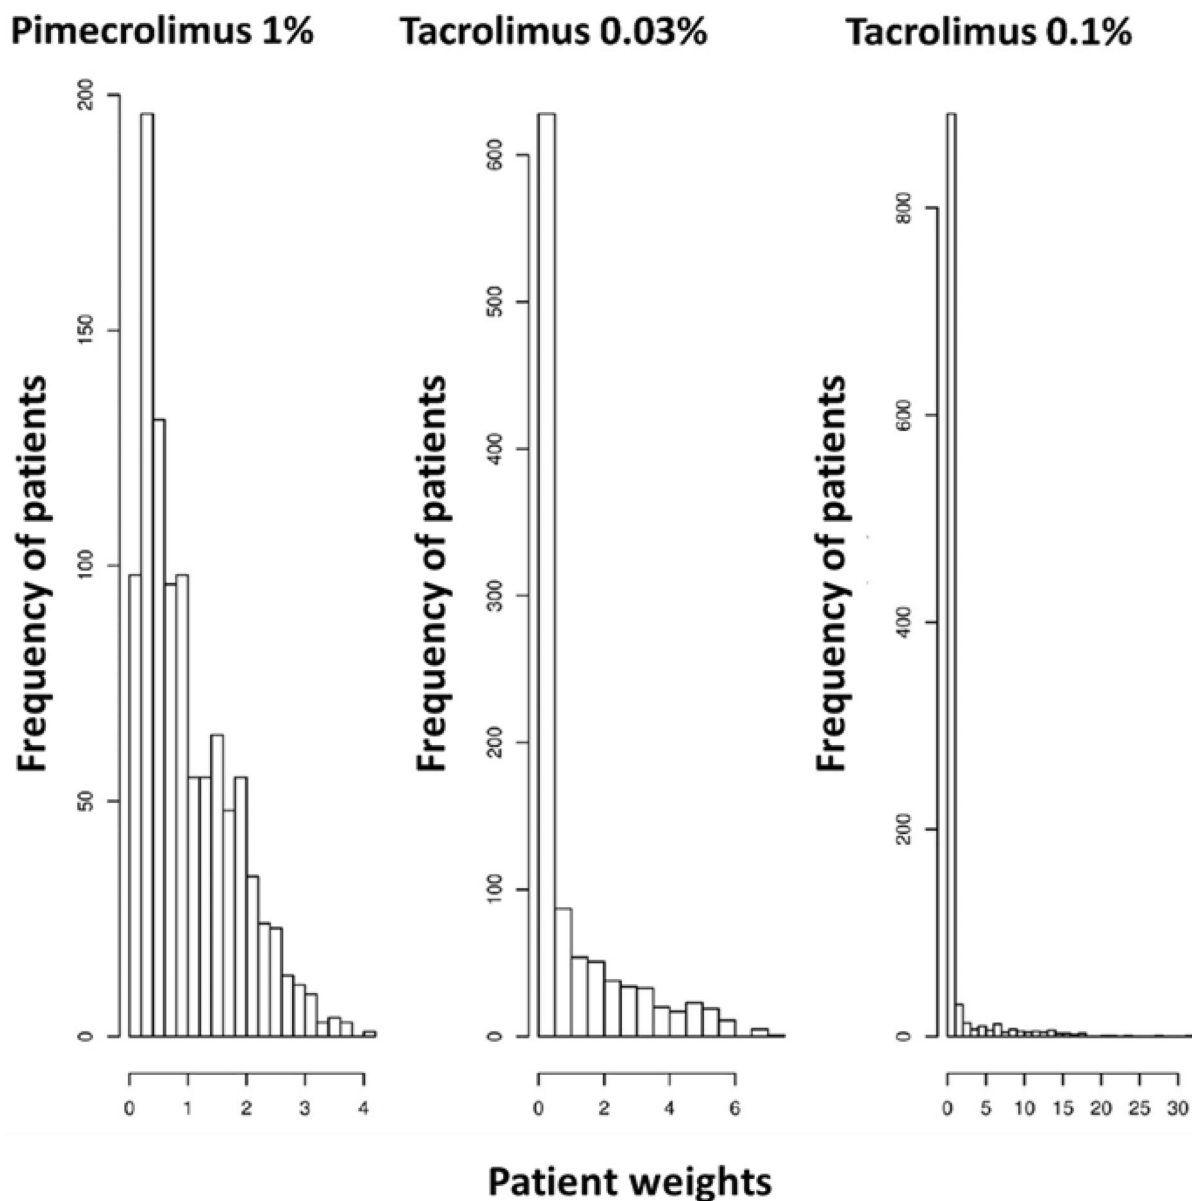 Pimecrolimus 1%
Tacrolimus 0.03%
Tacrolimus 0.1%
Frequency of patients
200
150
100
50
0
0 1 2 3 4
Frequency of patients
600
500
400
300
200
100
0
0 2 4 6
Frequency of patients
800
600
400
200
0
0 5 10 15 20 25 30
Patient weights